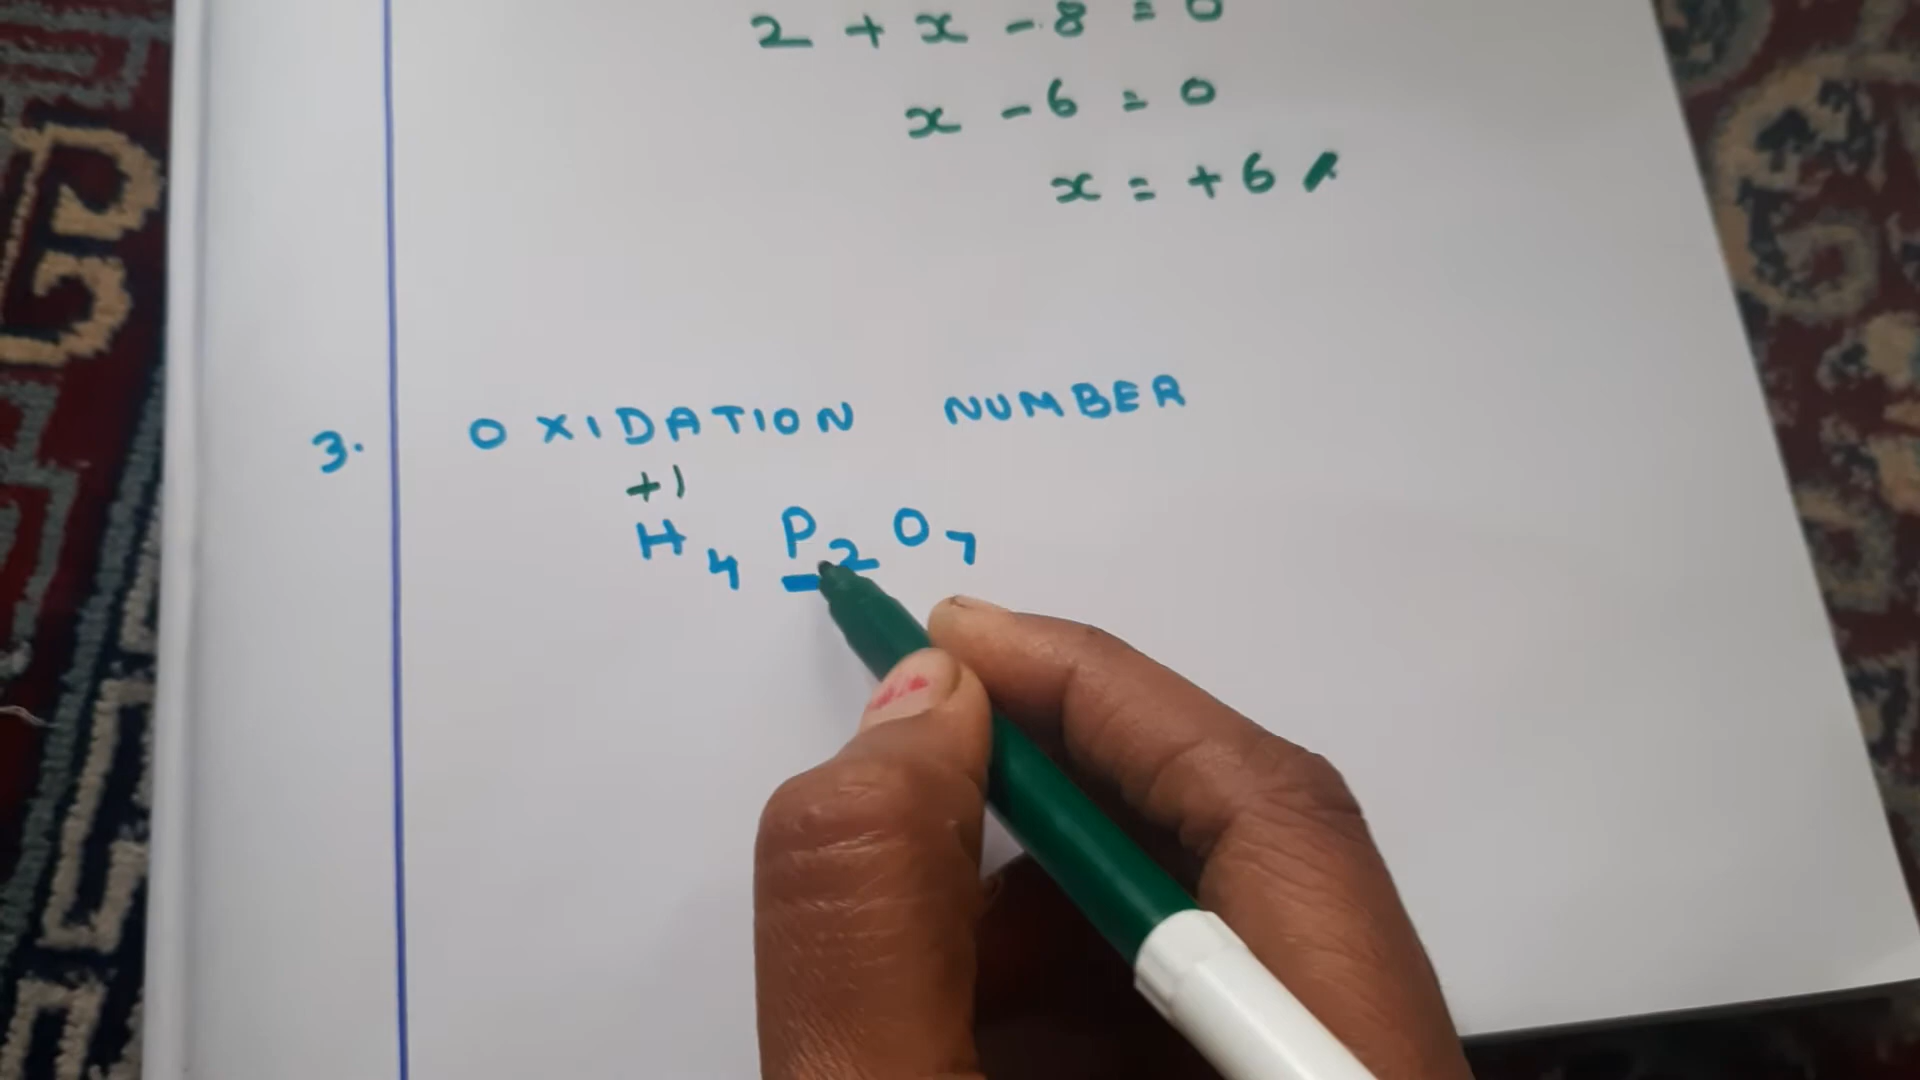 2 + x - 8 = 0
x - 6 = 0
x = + 6
3. OXIDATION NUMBER
+1
H4 P2 O7